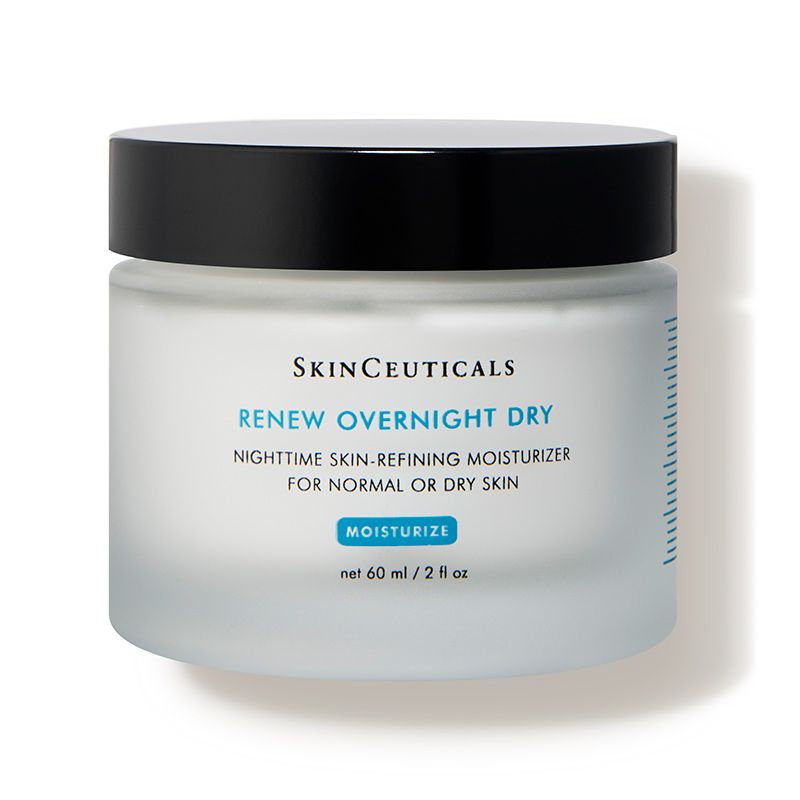 SKINCEUTICALS
RENEW OVERNIGHT DRY
NIGHTTIME SKIN-REFINING MOISTURIZER
FOR NORMAL OR DRY SKIN
MOISTURIZE
net 60 ml / 2 fl oz